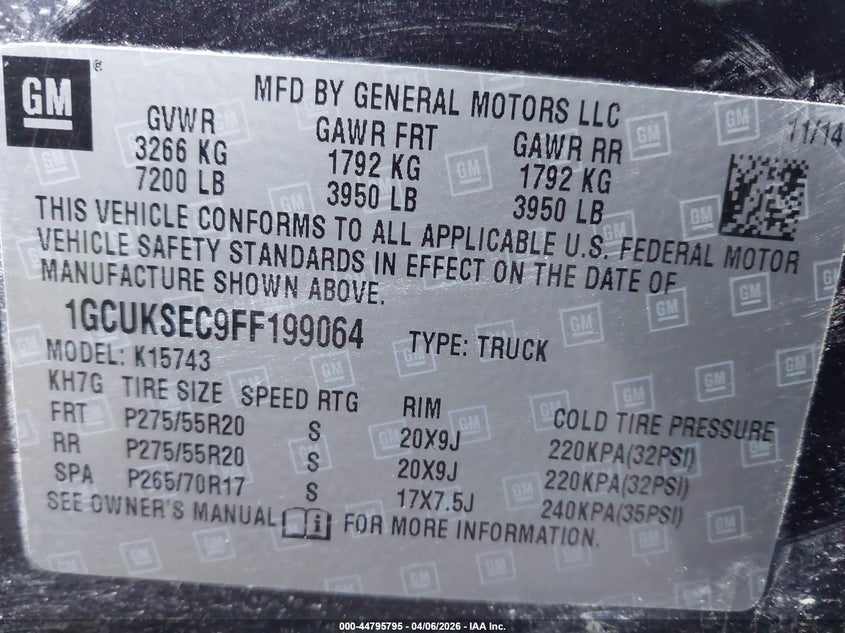 GM ®
MFD BY GENERAL MOTORS LLC
11/14
GVWR GAWR FRT GAWR RR
3266 KG 1792 KG 1792 KG
7200 LB 3950 LB 3950 LB
THIS VEHICLE CONFORMS TO ALL APPLICABLE U.S. FEDERAL MOTOR
VEHICLE SAFETY STANDARDS IN EFFECT ON THE DATE OF
MANUFACTURE SHOWN ABOVE.
1GCUKSEC9FF199064 TYPE: TRUCK
MODEL: K15743
KH7G TIRE SIZE SPEED RTG RIM COLD TIRE PRESSURE
FRT P275/55R20 S 20X9J 220KPA(32PSI)
RR P275/55R20 S 20X9J 220KPA(32PSI)
SPA P265/70R17 S 17X7.5J 240KPA(35PSI)
SEE OWNER'S MANUAL i FOR MORE INFORMATION.
000-44795795 - 04/06/2026 - IAA Inc.